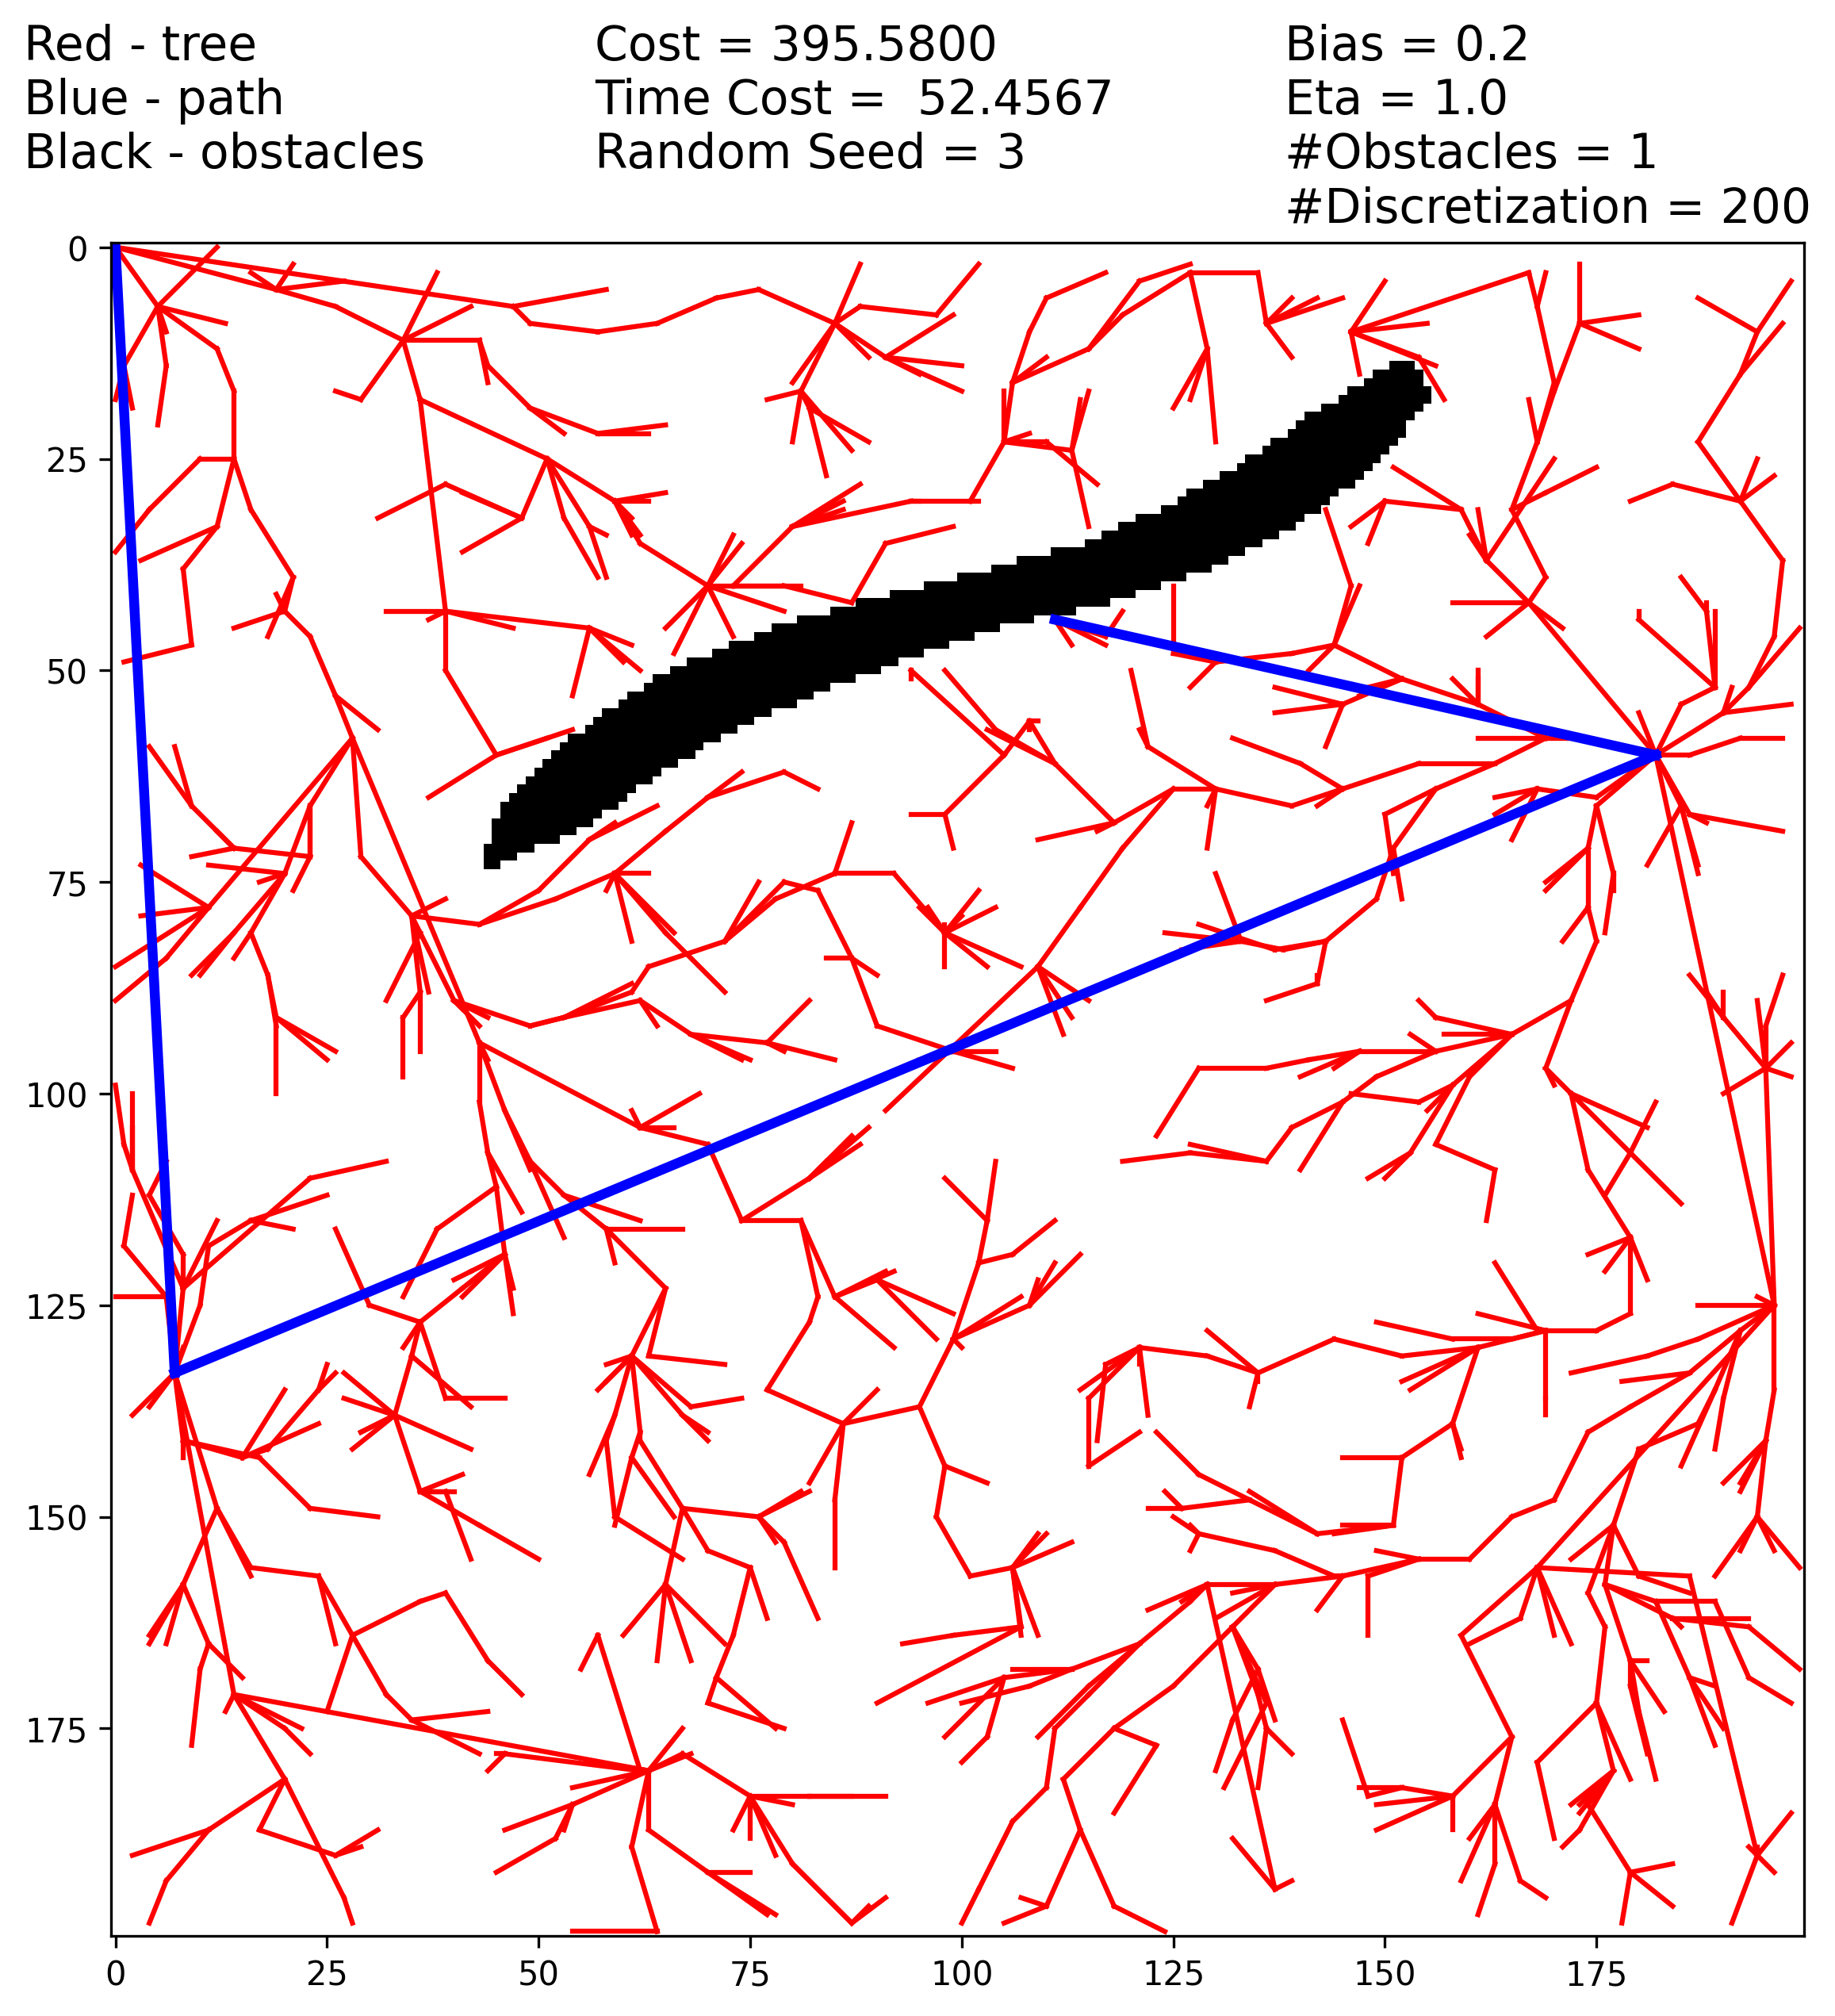 Red - tree
Blue - path
Black - obstacles
Cost = 395.5800
Time Cost =  52.4567
Random Seed = 3
Bias = 0.2
Eta = 1.0
#Obstacles = 1
#Discretization = 200
0
25
50
75
100
125
150
175
0
25
50
75
100
125
150
175